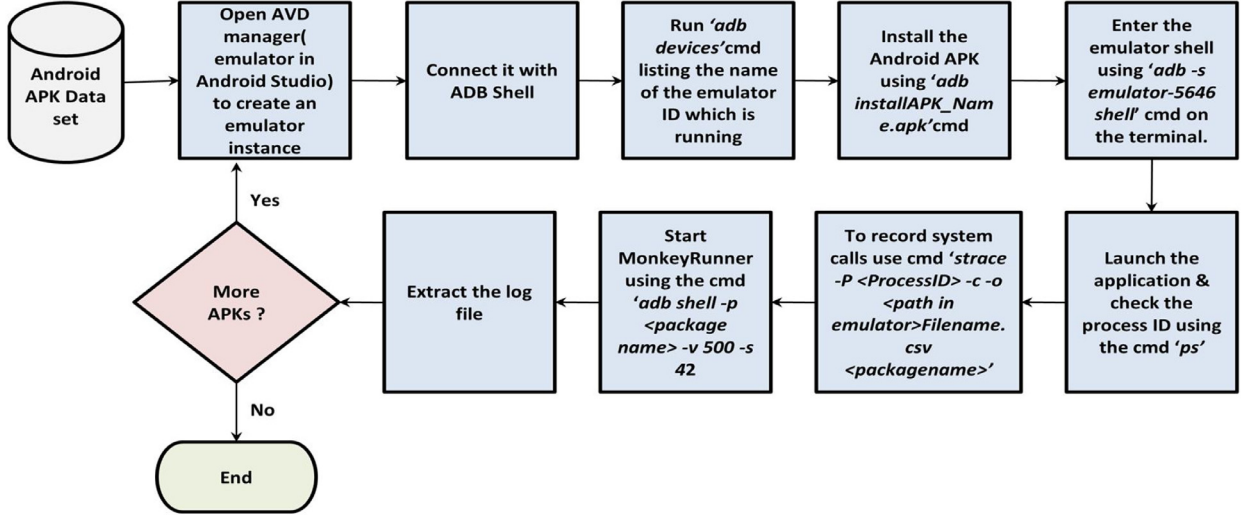 Android
APK Data
set
Open AVD
manager(
emulator in
Android Studio)
to create an
emulator
instance
Connect it with
ADB Shell
Run ‘adb
devices’cmd
listing the name
of the emulator
ID which is
running
Install the
Android APK
using ‘adb
installAPK_Nam
e.apk’cmd
Enter the
emulator shell
using ‘adb -s
emulator-5646
shell’ cmd on
the terminal.
Launch the
application &
check the
process ID using
the cmd ‘ps’
To record system
calls use cmd ‘strace
-P <ProcessID> -c -o
<path in
emulator>Filename.
csv
<packagename>’
Start
MonkeyRunner
using the cmd
‘adb shell -p
<package
name> -v 500 -s
42
Extract the log
file
More
APKs ?
Yes
No
End